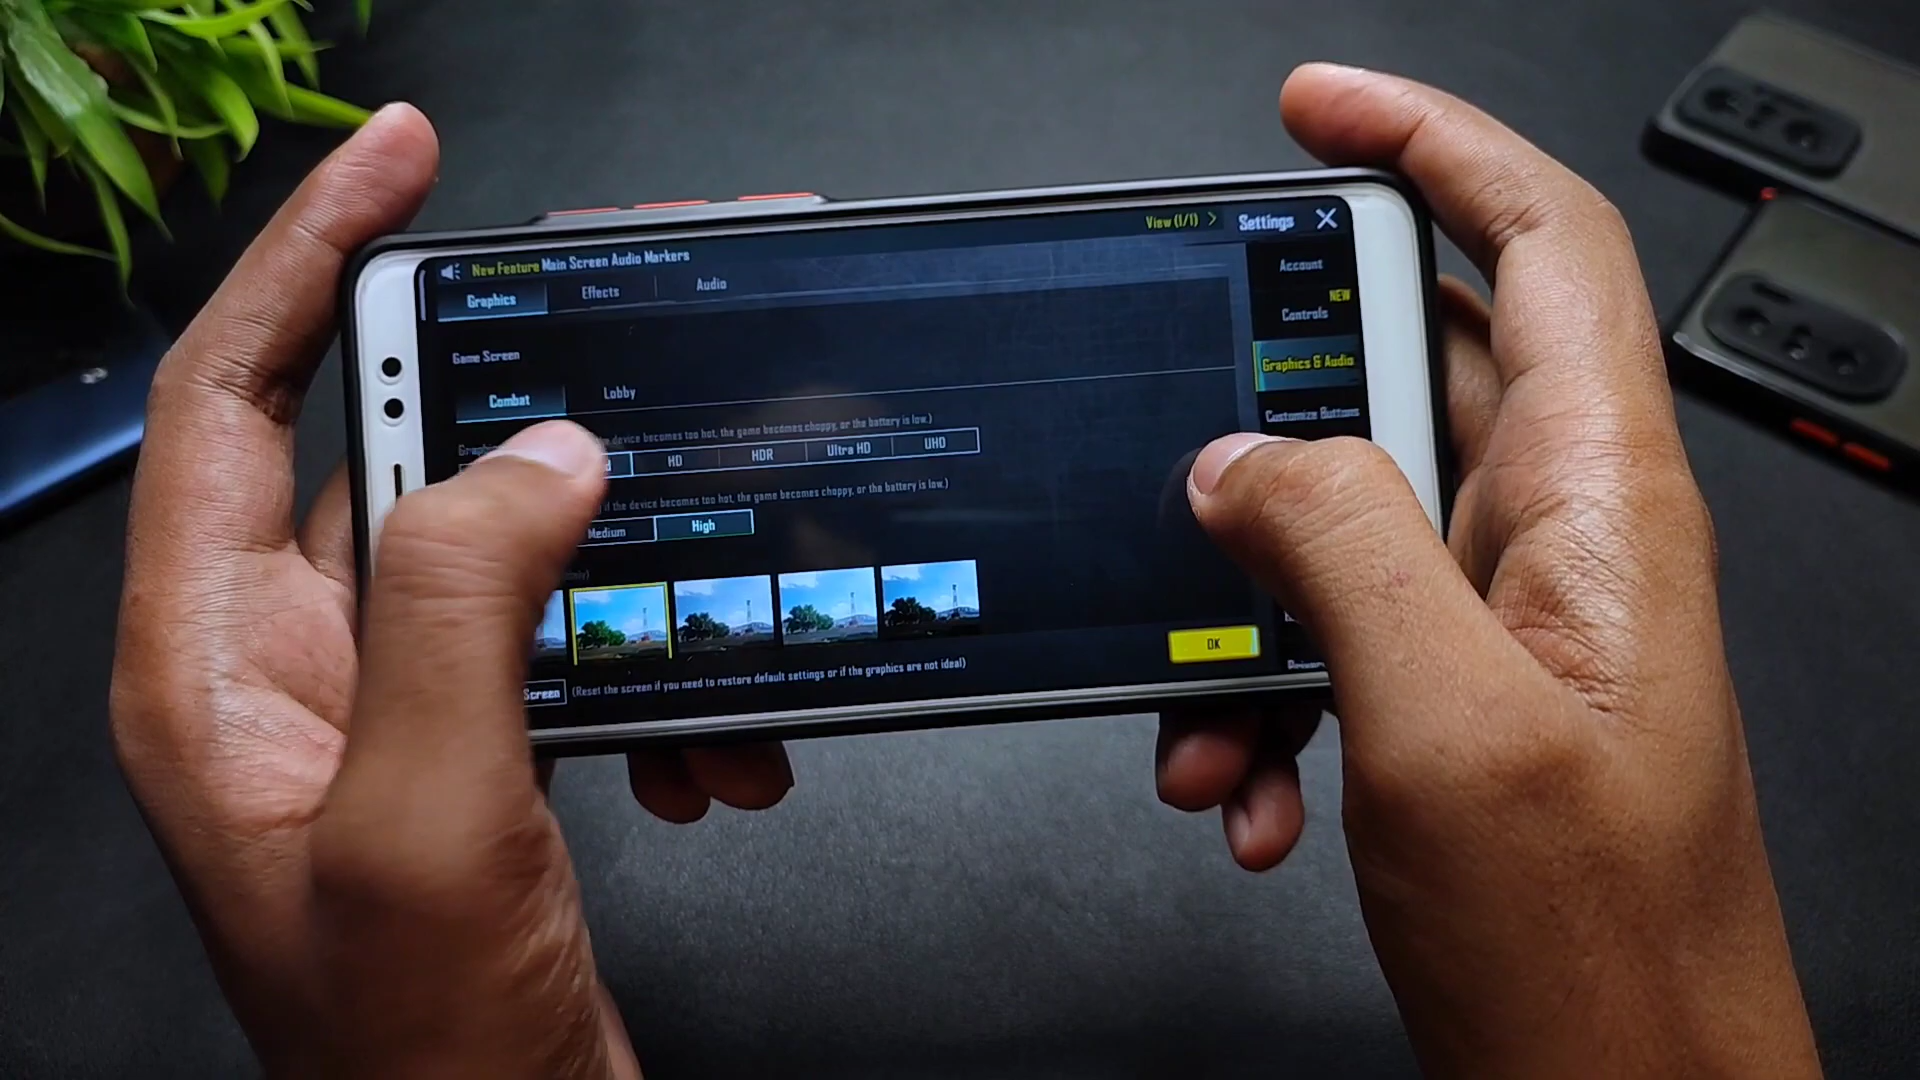 View (1/1) >
Settings
New Feature Main Screen Audio Markers
Graphics
Effects
Audio
Account
NEW
Controls
Graphics & Audio
Customize Buttons
Game Screen
Combat
Lobby
the device becomes too hot, the game becomes choppy, or the battery is low.)
HD
HDR
Ultra HD
UHD
if the device becomes too hot, the game becomes choppy, or the battery is low.)
Medium
High
OK
Screen
(Reset the screen if you need to restore default settings or if the graphics are not ideal)